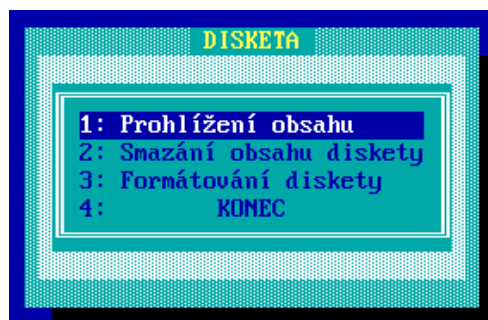 DISKETA
1: Prohlížení obsahu
2: Smazání obsahu diskety
3: Formátování diskety
4: KONEC